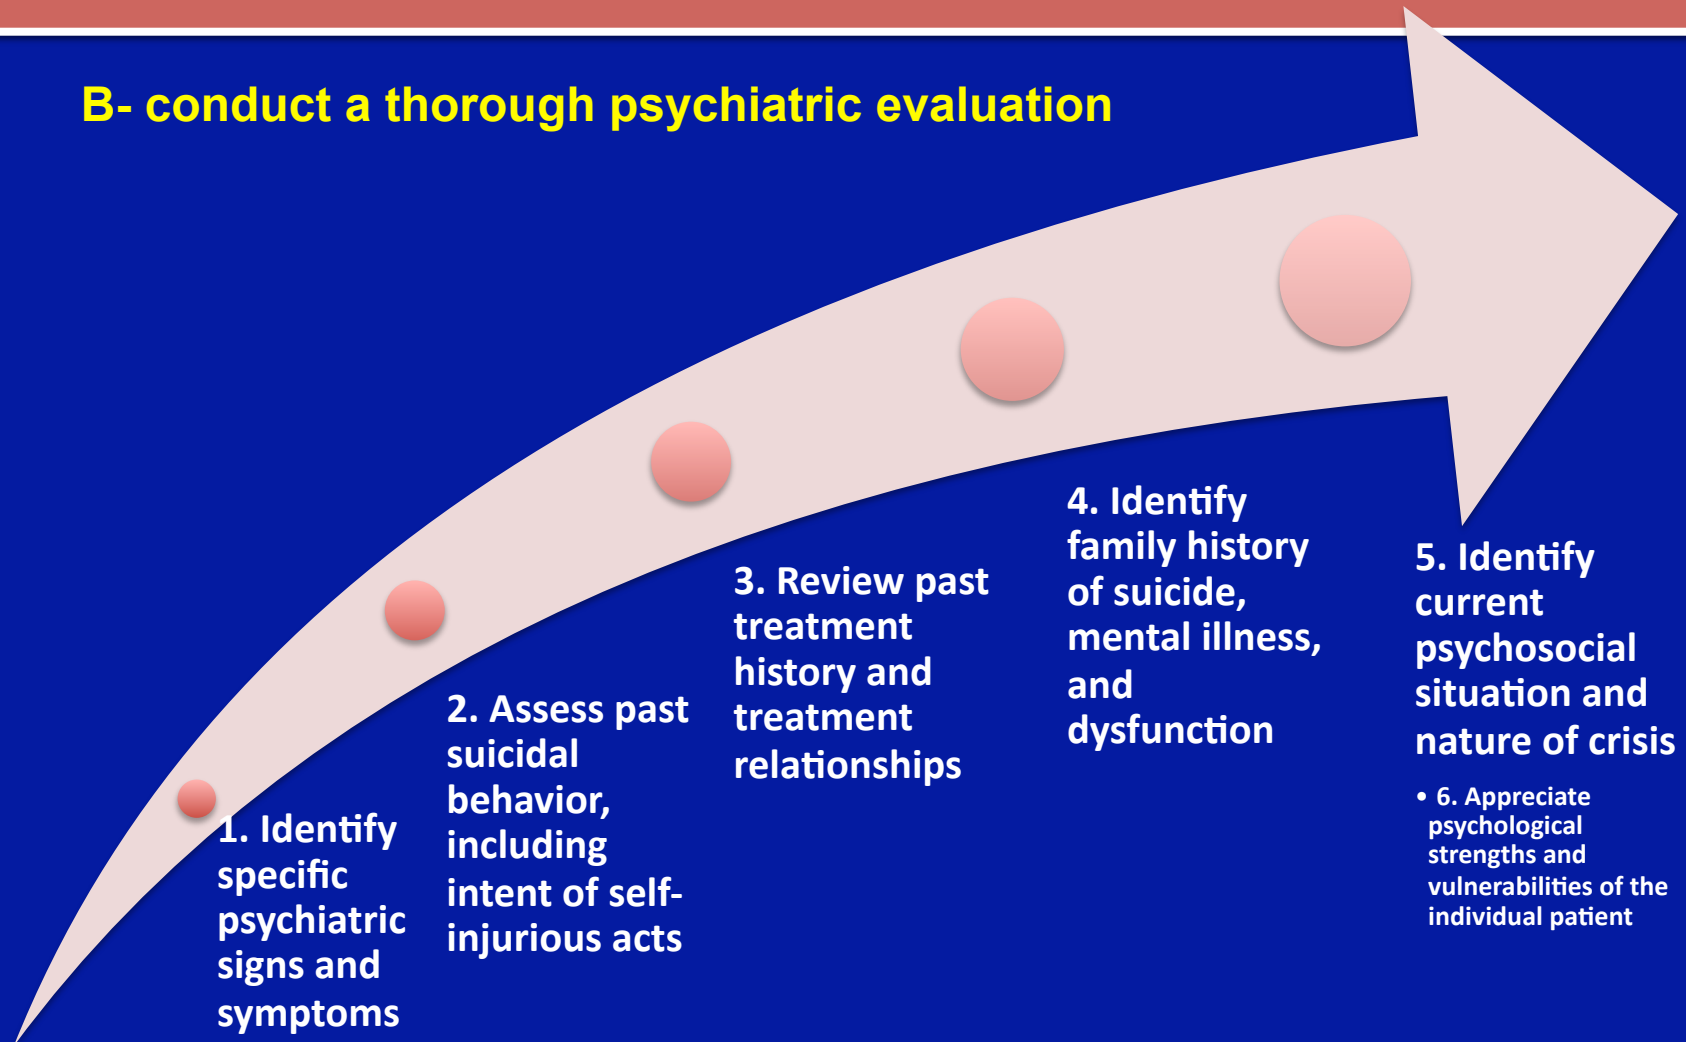 B- conduct a thorough psychiatric evaluation
1. Identify
specific
psychiatric
signs and
symptoms
2. Assess past
suicidal
behavior,
including
intent of self-
injurious acts
3. Review past
treatment
history and
treatment
relationships
4. Identify
family history
of suicide,
mental illness,
and
dysfunction
5. Identify
current
psychosocial
situation and
nature of crisis
• 6. Appreciate
psychological
strengths and
vulnerabilities of the
individual patient